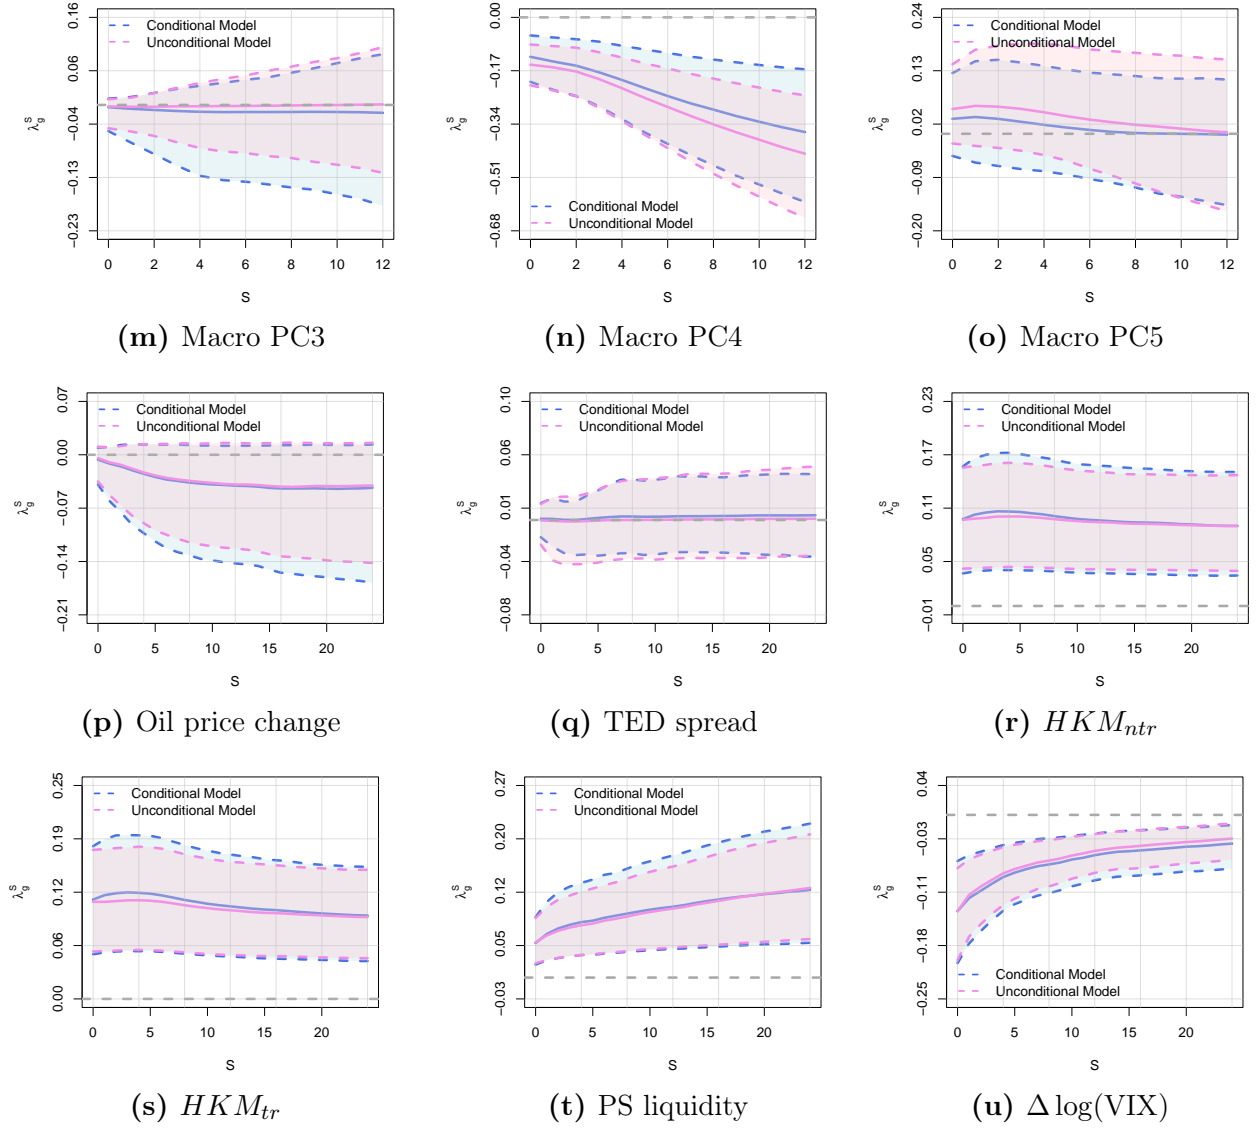 0.16
0.06
−0.04
−0.13
−0.23
λ_g^S
Conditional Model
Unconditional Model
0 2 4 6 8 10 12
S
(m) Macro PC3
0.00
−0.17
−0.34
−0.51
−0.68
λ_g^S
Conditional Model
Unconditional Model
0 2 4 6 8 10 12
S
(n) Macro PC4
0.24
0.13
0.02
−0.09
−0.20
λ_g^S
Conditional Model
Unconditional Model
0 2 4 6 8 10 12
S
(o) Macro PC5
0.07
0.00
−0.07
−0.14
−0.21
λ_g^S
Conditional Model
Unconditional Model
0 5 10 15 20
S
(p) Oil price change
0.10
0.06
0.01
−0.04
−0.08
λ_g^S
Conditional Model
Unconditional Model
0 5 10 15 20
S
(q) TED spread
0.23
0.17
0.11
0.05
−0.01
λ_g^S
Conditional Model
Unconditional Model
0 5 10 15 20
S
(r) HKM_ntr
0.25
0.19
0.12
0.06
0.00
λ_g^S
Conditional Model
Unconditional Model
0 5 10 15 20
S
(s) HKM_tr
0.27
0.20
0.12
0.05
−0.03
λ_g^S
Conditional Model
Unconditional Model
0 5 10 15 20
S
(t) PS liquidity
0.04
−0.03
−0.11
−0.18
−0.25
λ_g^S
Conditional Model
Unconditional Model
0 5 10 15 20
S
(u) Δ log(VIX)